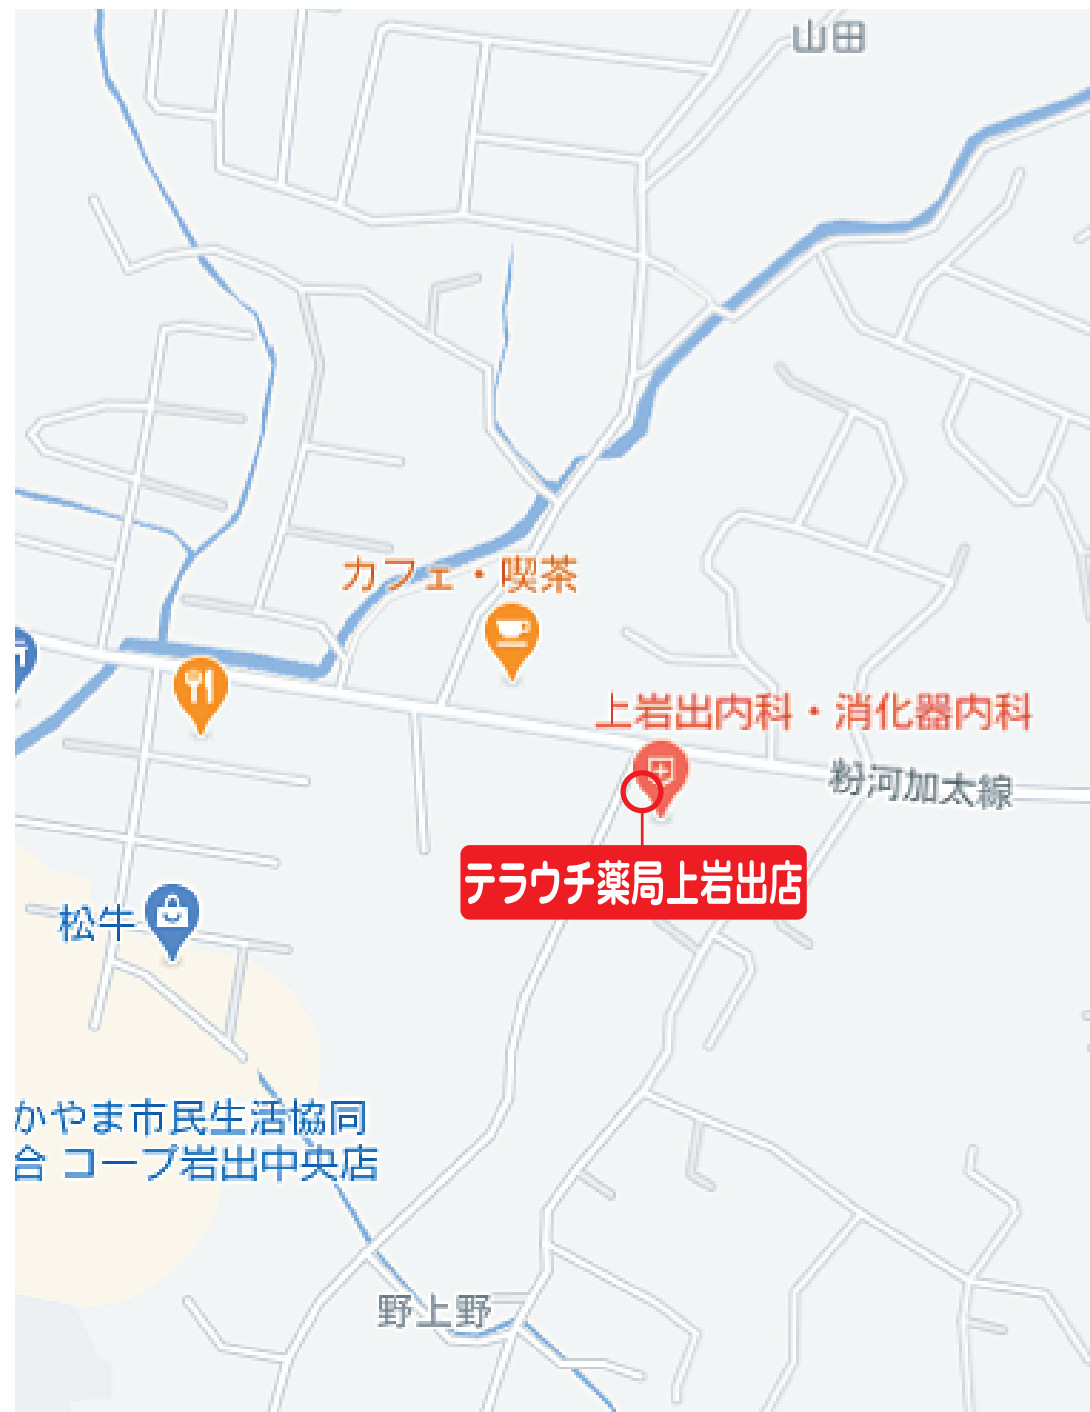 山田
カフェ・喫茶
上岩出内科・消化器内科
粉河加太線
テラウチ薬局上岩出店
松牛
かやま市民生活協同
合 コープ岩出中央店
野上野